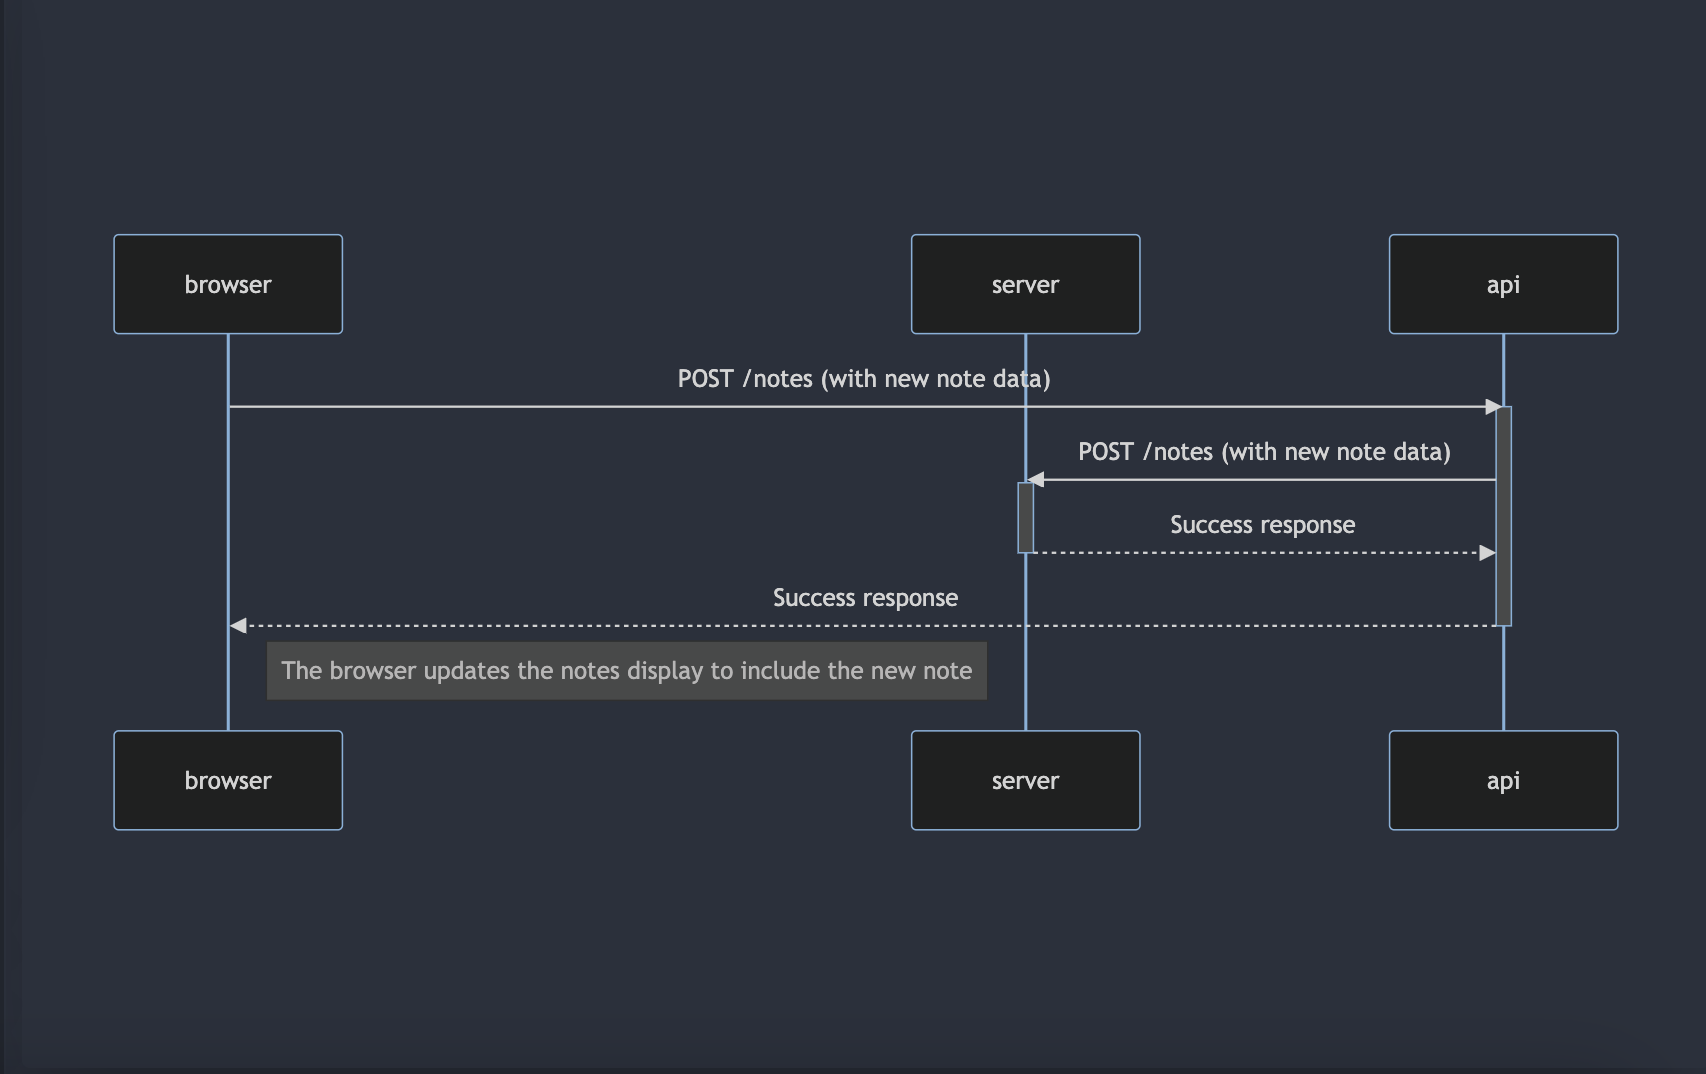 browser
server
api
POST /notes (with new note data)
POST /notes (with new note data)
Success response
Success response
The browser updates the notes display to include the new note
browser
server
api